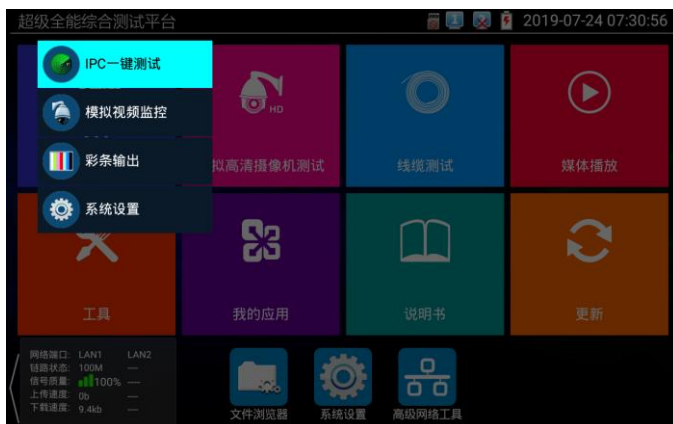 超级全能综合测试平台
1
2019-07-24 07:30:56
IPC一键测试
模拟视频监控
彩条输出
系统设置
HD
拟高清摄像机测试
线缆测试
媒体播放
工具
我的应用
说明书
更新
网络端口: LAN1 LAN2
链路状态: 100M —
信号质量: 100% —
上传速度: 0b —
下载速度: 9.4kb —
文件浏览器
系统设置
高级网络工具